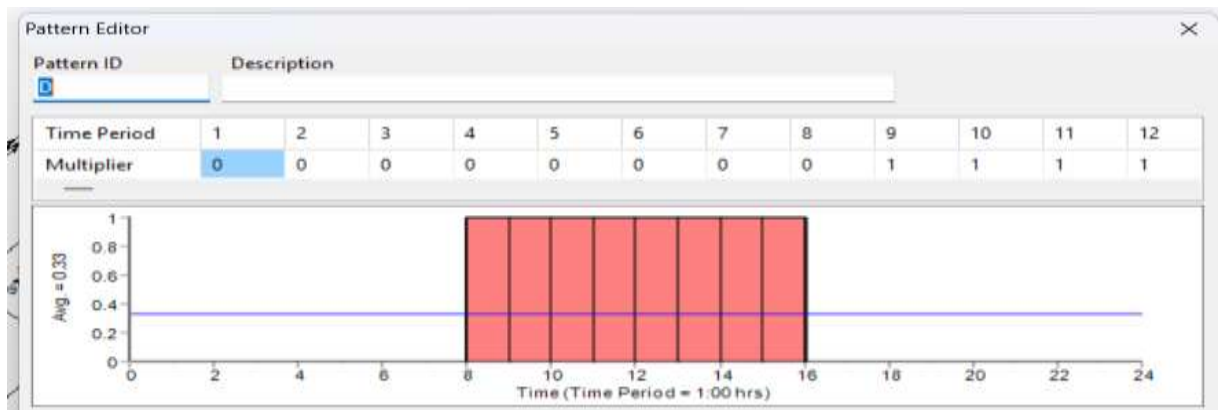 Pattern Editor
Pattern ID Description
D
Time Period 1 2 3 4 5 6 7 8 9 10 11 12
Multiplier 0 0 0 0 0 0 0 0 1 1 1 1
1
0.8
0.6
0.4
0.2
0
Avg. = 0.33
0 2 4 6 8 10 12 14 16 18 20 22 24
Time (Time Period = 1:00 hrs)